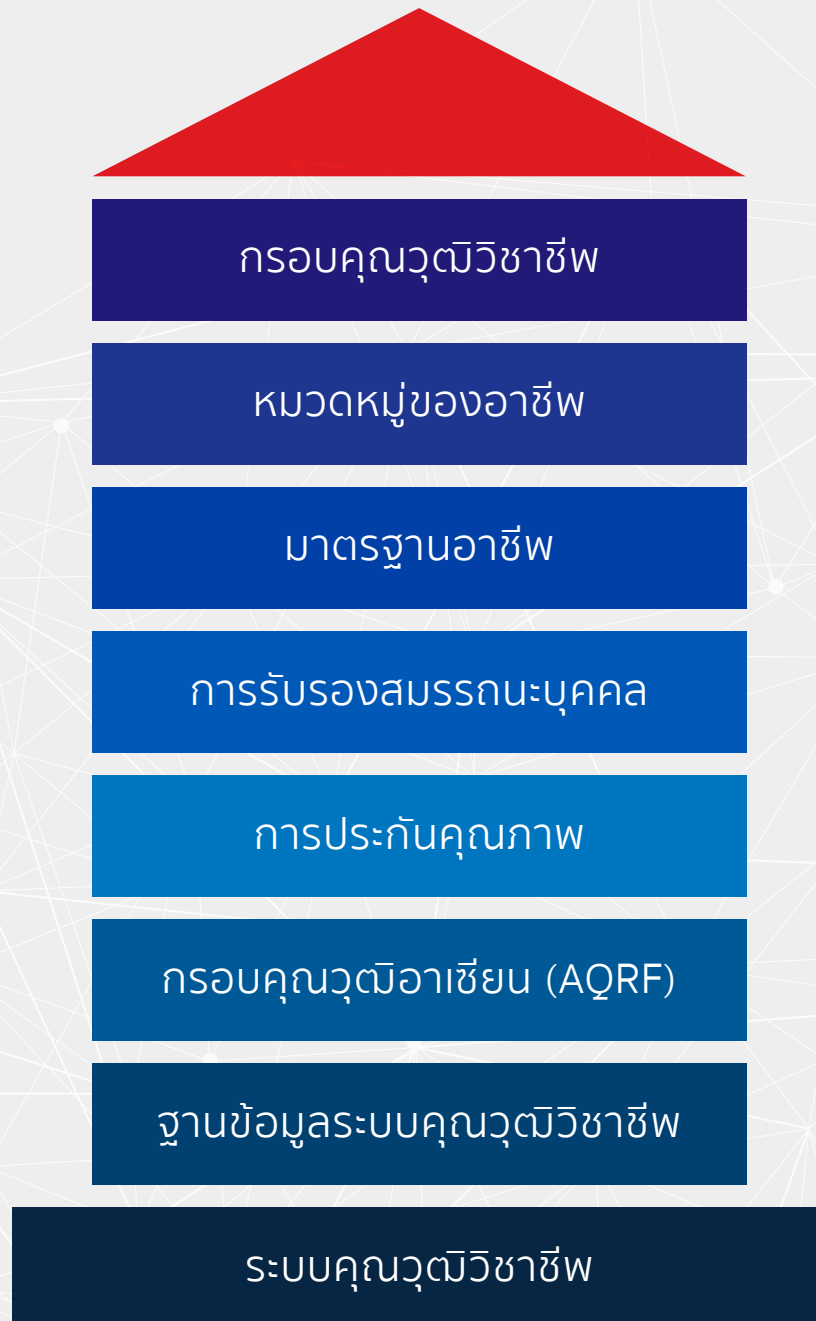 กรอบคุณวุฒิวิชาชีพ
หมวดหมู่ของอาชีพ
มาตรฐานอาชีพ
การรับรองสมรรถนะบุคคล
การประกันคุณภาพ
กรอบคุณวุฒิอาเซียน (AQRF)
ฐานข้อมูลระบบคุณวุฒิวิชาชีพ
ระบบคุณวุฒิวิชาชีพ